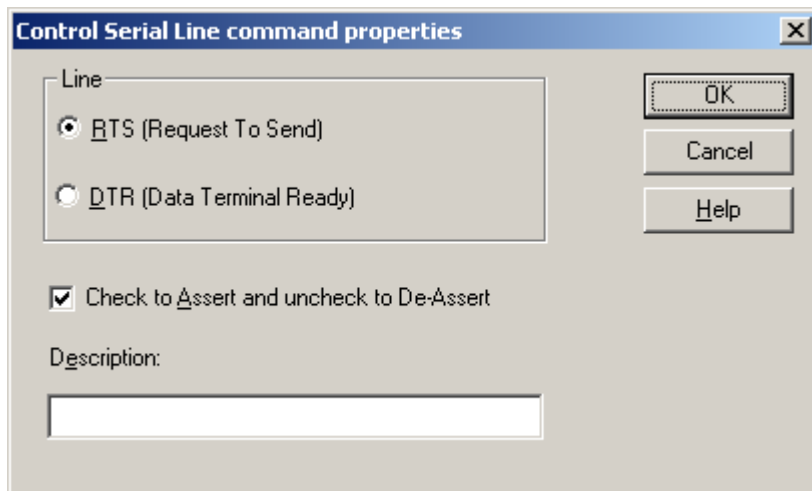 Control Serial Line command properties
Line
RTS (Request To Send)
DTR (Data Terminal Ready)
OK
Cancel
Help
Check to Assert and uncheck to De-Assert
Description: